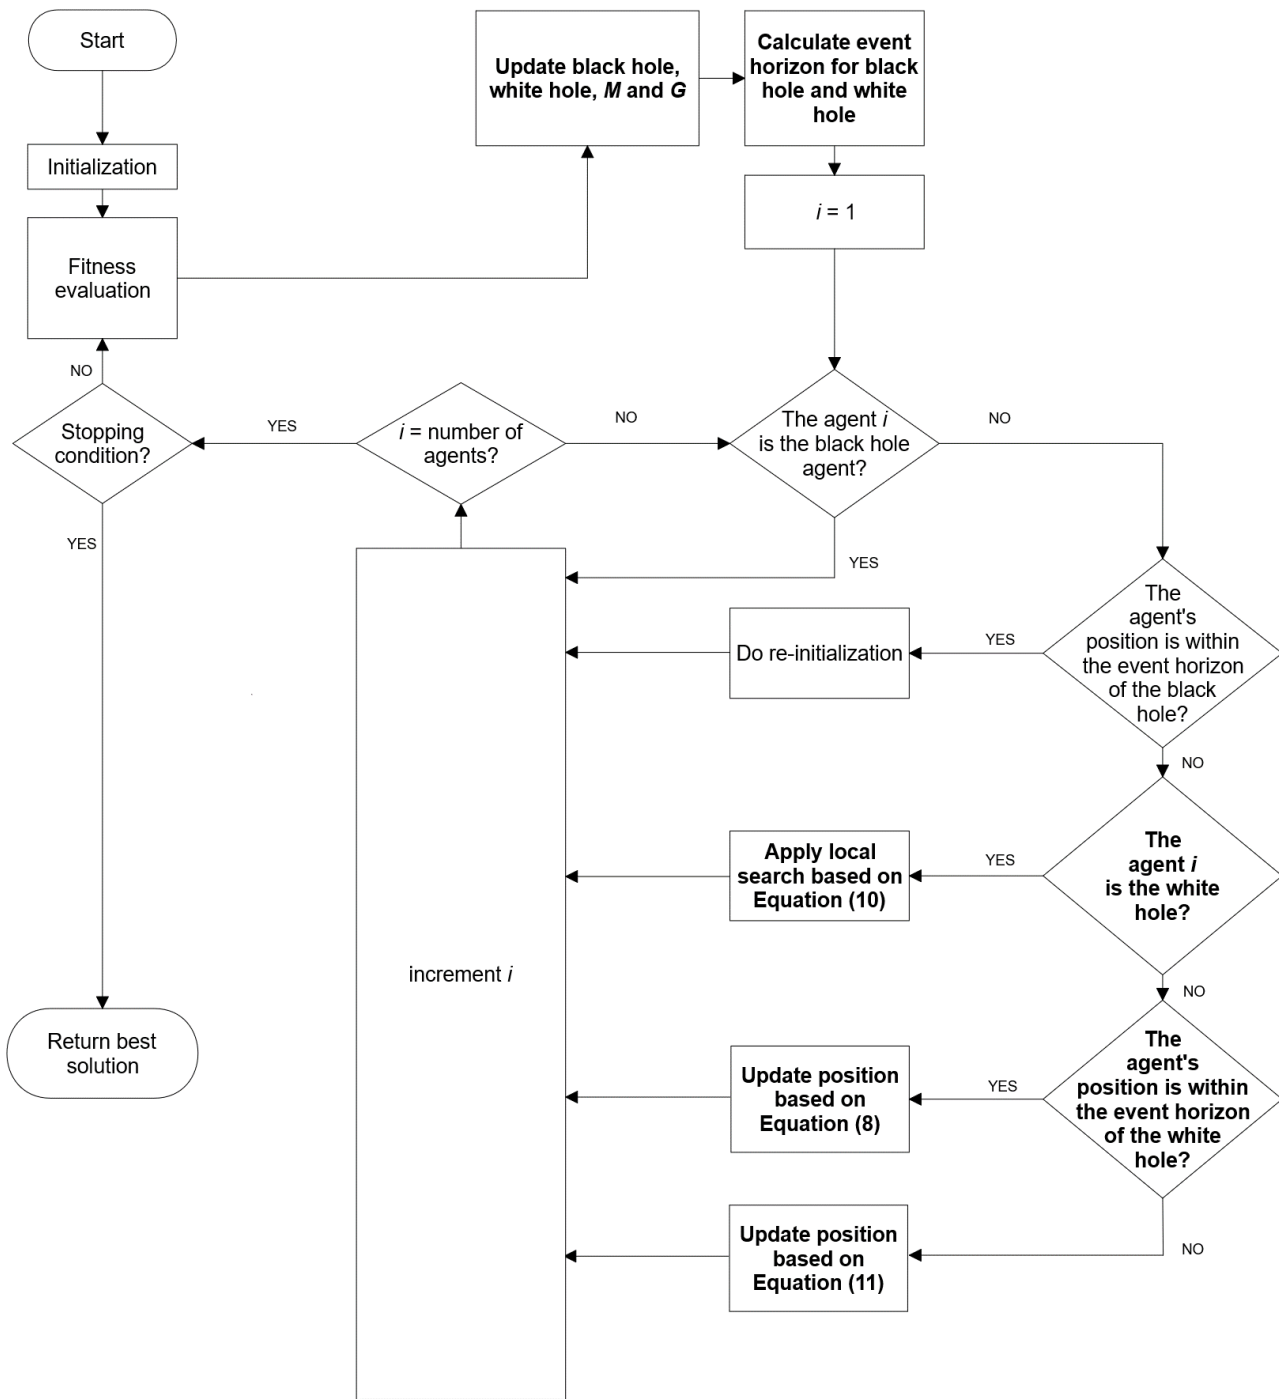 Start
Initialization
Fitness
evaluation
Update black hole,
white hole, M and G
Calculate event
horizon for black
hole and white
hole
i = 1
NO
Stopping
condition?
YES
YES
i = number of
agents?
NO
The agent i
is the black hole
agent?
NO
YES
The
agent's
position is within
the event horizon
of the black
hole?
YES
Do re-initialization
NO
The
agent i
is the white
hole?
YES
Apply local
search based on
Equation (10)
NO
The
agent's
position is within
the event horizon
of the white
hole?
YES
Update position
based on
Equation (8)
NO
Update position
based on
Equation (11)
increment i
Return best
solution